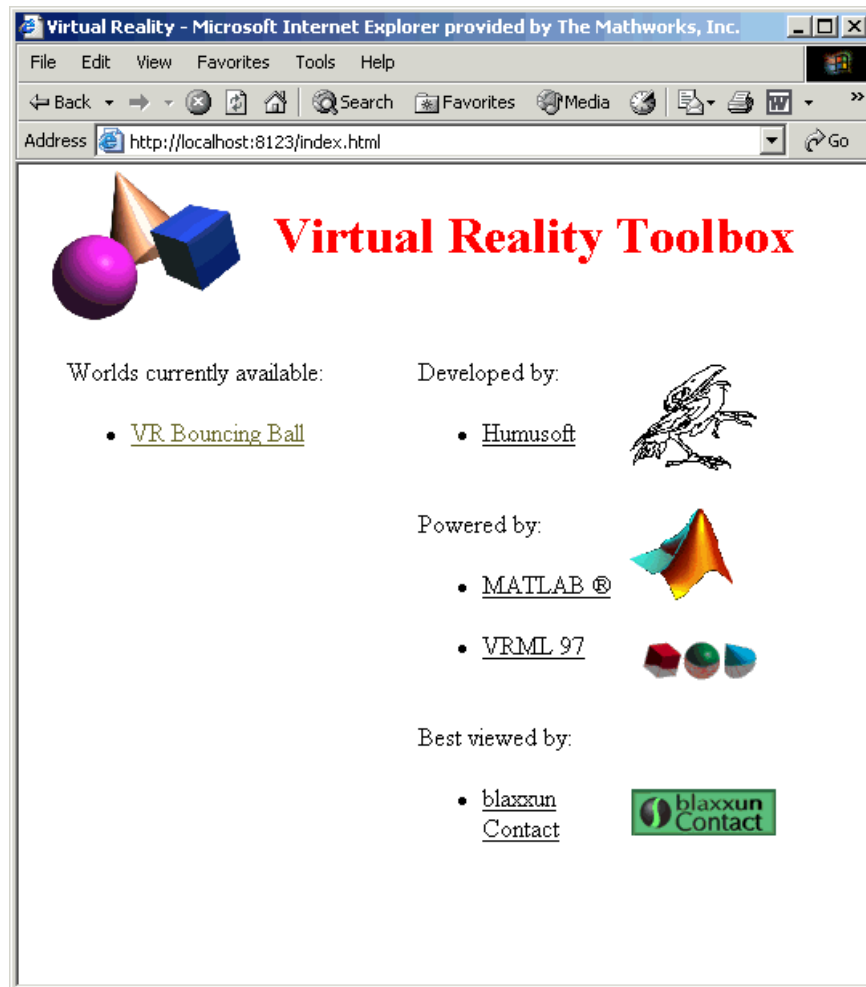 Virtual Reality - Microsoft Internet Explorer provided by The Mathworks, Inc.
File Edit View Favorites Tools Help
Back Search Favorites Media W »
Address http://localhost:8123/index.html Go
Virtual Reality Toolbox
Worlds currently available:
• VR Bouncing Ball
Developed by:
• Humusoft
Powered by:
• MATLAB ®
• VRML 97
Best viewed by:
• blaxxun
Contact
blaxxun
Contact